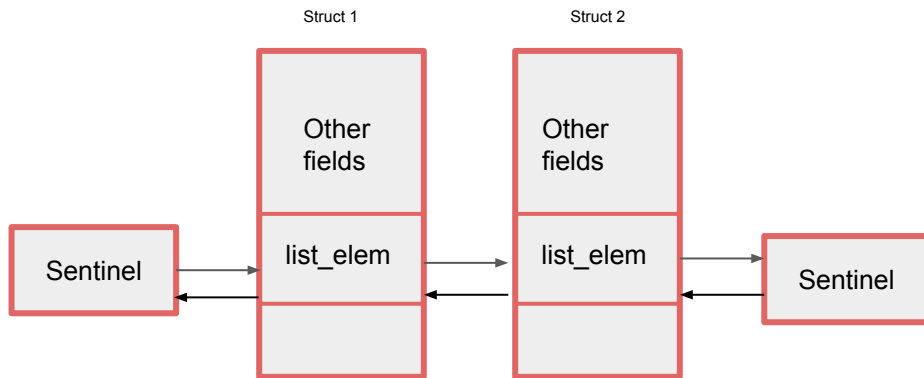 Struct 1
Struct 2
Other
fields
Other
fields
Sentinel
list_elem
list_elem
Sentinel